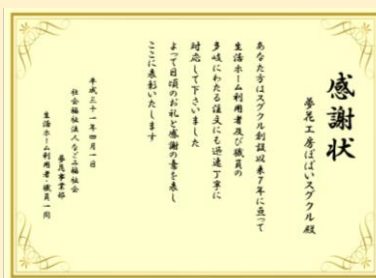 感謝状
夢花工房ぱぱいスグクル殿
あなた方はスグクル創設以来7年に亘って
生活ホーム利用者及び職員の
多岐にわたる注文にも迅速丁寧に
対応して下さいました
よって日頃のお礼と感謝の意を表し
ここに表彰いたします
平成三十一年四月一日
社会福祉法人なごみ福祉会
夢花事業部
生活ホーム利用者・職員一同